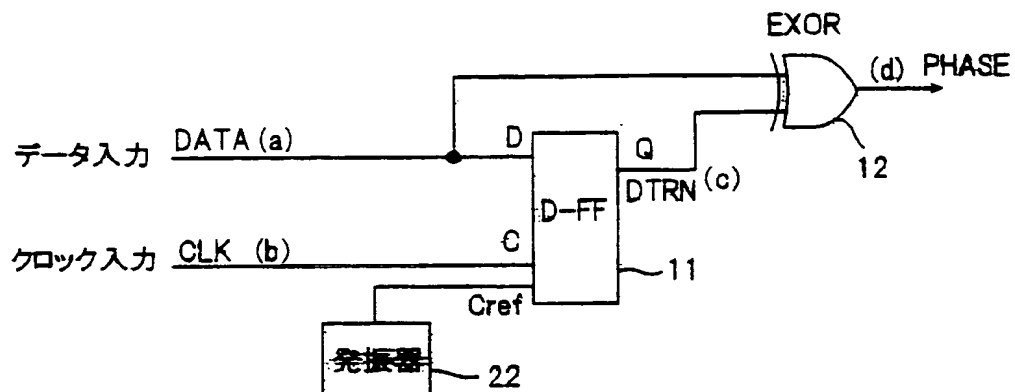 EXOR
(d) PHASE
12
データ入力 DATA (a)
D
Q
DTRN (c)
D-FF
クロック入力 CLK (b)
C
11
Cref
発振器
22